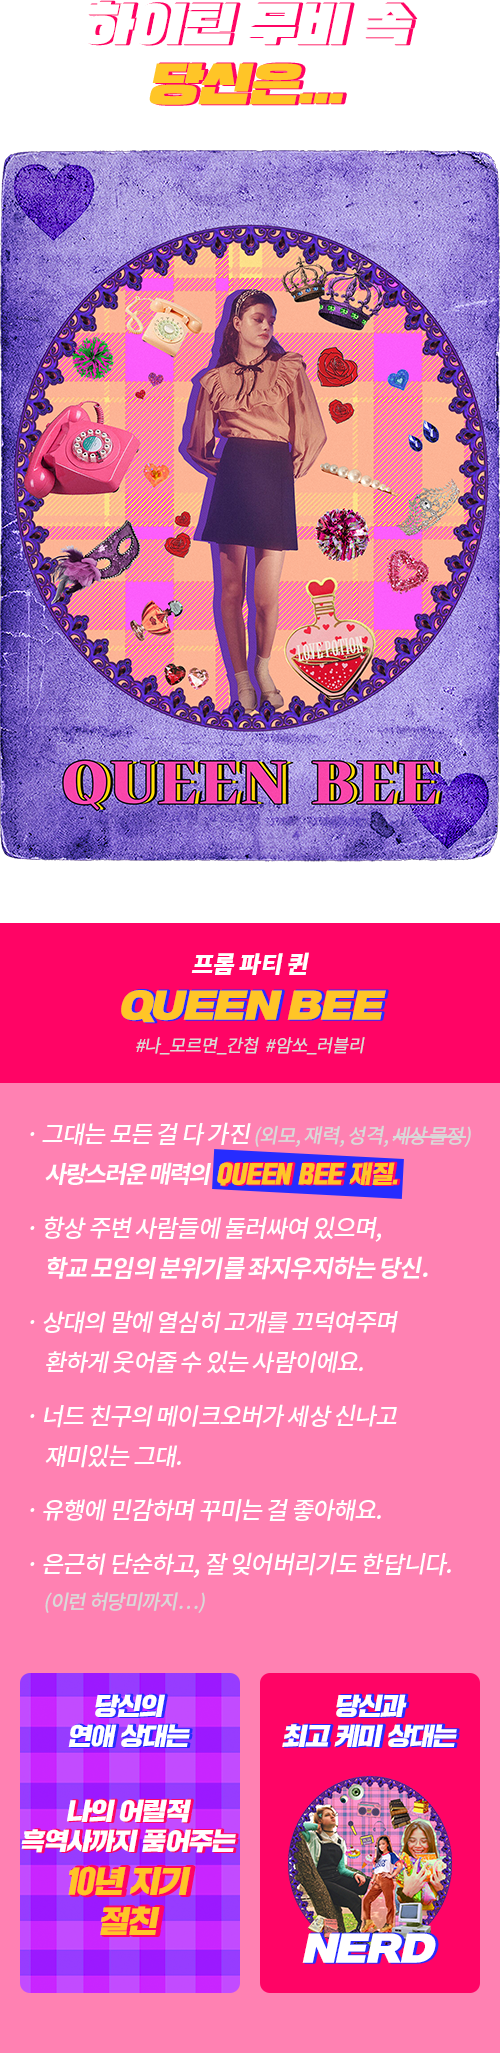 하이틴 무비 속
당신은...
LOVE POTION
QUEEN BEE
프롬 파티 퀸
QUEEN BEE
#나_모르면_간첩 #암쏘_러블리
· 그대는 모든 걸 다 가진 (외모, 재력, 성격, 세상 물정)
사랑스러운 매력의 QUEEN BEE 재질.
· 항상 주변 사람들에 둘러싸여 있으며,
학교 모임의 분위기를 좌지우지하는 당신.
· 상대의 말에 열심히 고개를 끄덕여주며
환하게 웃어줄 수 있는 사람이에요.
· 너드 친구의 메이크오버가 세상 신나고
재미있는 그대.
· 유행에 민감하며 꾸미는 걸 좋아해요.
· 은근히 단순하고, 잘 잊어버리기도 한답니다.
(이런 허당미까지...)
당신의
연애 상대는
나의 어릴적
흑역사까지 품어주는
10년 지기
절친
당신과
최고 케미 상대는
NERD